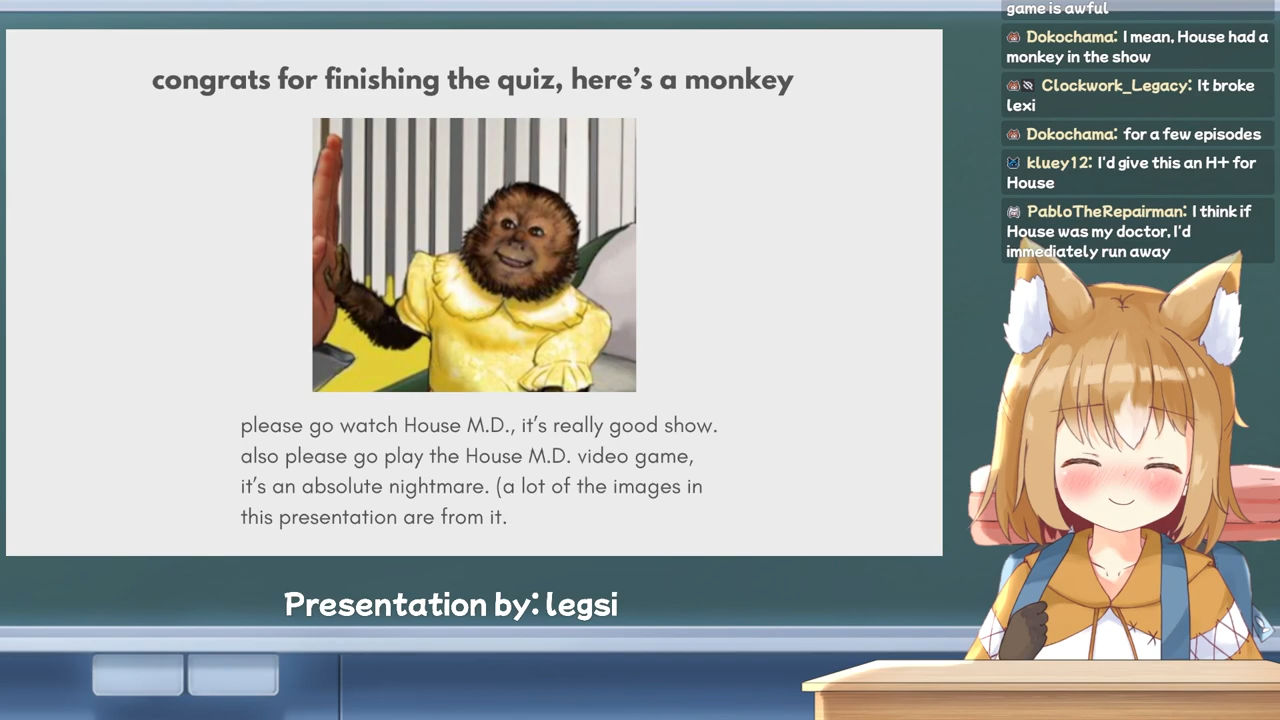 congrats for finishing the quiz, here's a monkey
please go watch House M.D., it's really good show.
also please go play the House M.D. video game,
it's an absolute nightmare. (a lot of the images in
this presentation are from it.
Presentation by: legsi
game is awful
Dokochama: I mean, House had a
monkey in the show
Clockwork_Legacy: It broke
lexi
Dokochama: for a few episodes
kluey12: I'd give this an H+ for
House
PabloTheRepairman: I think if
House was my doctor, I'd
immediately run away